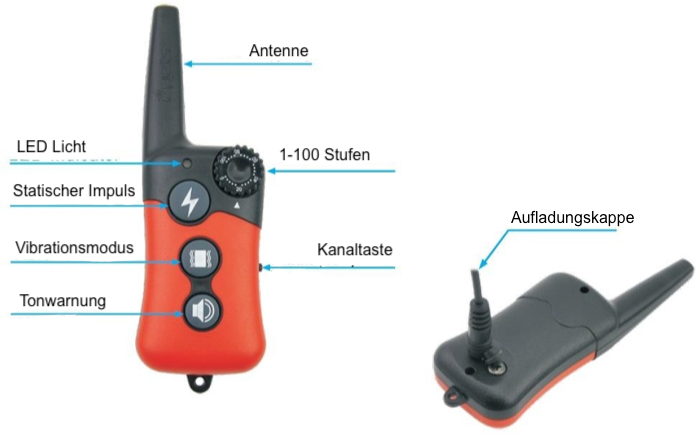 Antenne
LED Licht
1-100 Stufen
Statischer Impuls
Aufladungskappe
Vibrationsmodus
Kanaltaste
Tonwarnung